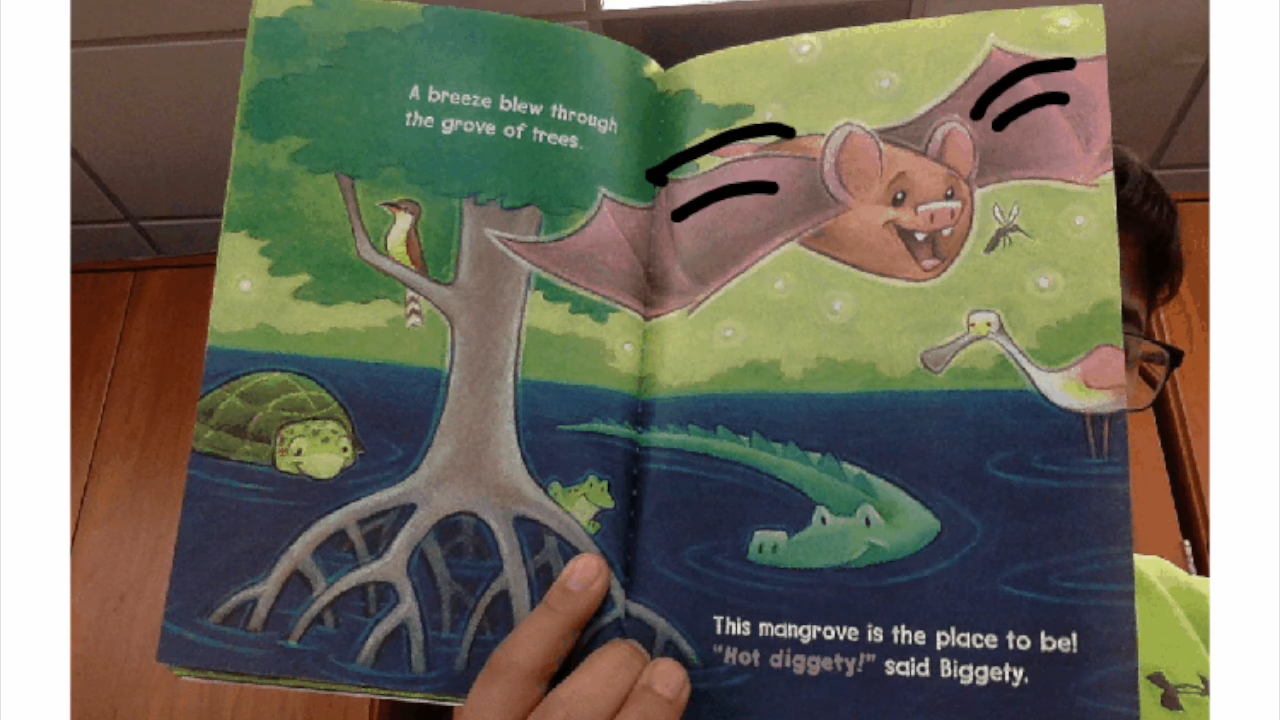 A breeze blew through
the grove of trees.
This mangrove is the place to be!
"Hot diggety!" said Biggety.